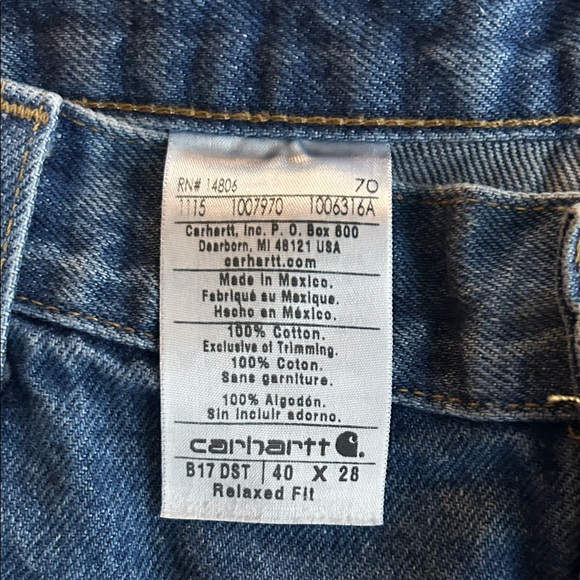 RN# 14806 70
1115 1007970 1006316A
Carhartt, Inc. P. O. Box 600
Dearborn, MI 48121 USA
carhartt.com
Made in Mexico.
Fabriqué au Mexique.
Hecho en México.
100% Cotton.
Exclusive of Trimming.
100% Coton.
Sans garniture.
100% Algodón.
Sin incluir adorno.
carhartt
B17 DST | 40 X 28
Relaxed Fit